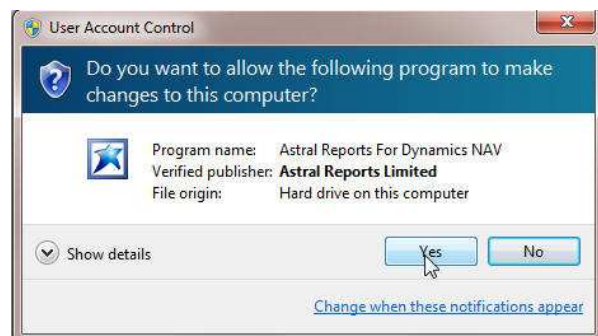 User Account Control
Do you want to allow the following program to make
changes to this computer?
Program name: Astral Reports For Dynamics NAV
Verified publisher: Astral Reports Limited
File origin: Hard drive on this computer
Show details
Yes
No
Change when these notifications appear